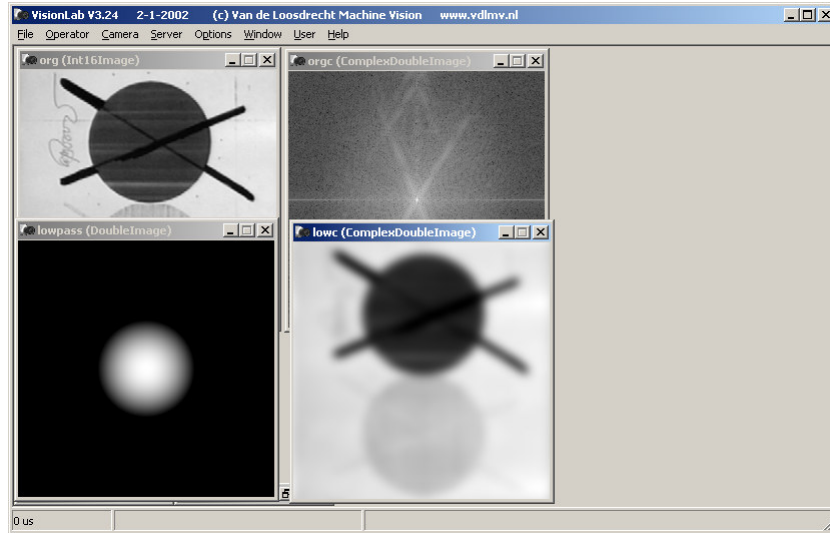 VisionLab V3.24 2-1-2002 (c) Van de Loosdrecht Machine Vision www.vdlmv.nl
File Operator Camera Server Options Window User Help
org (Int16Image)
orgc (ComplexDoubleImage)
lowpass (DoubleImage)
lowc (ComplexDoubleImage)
0 us